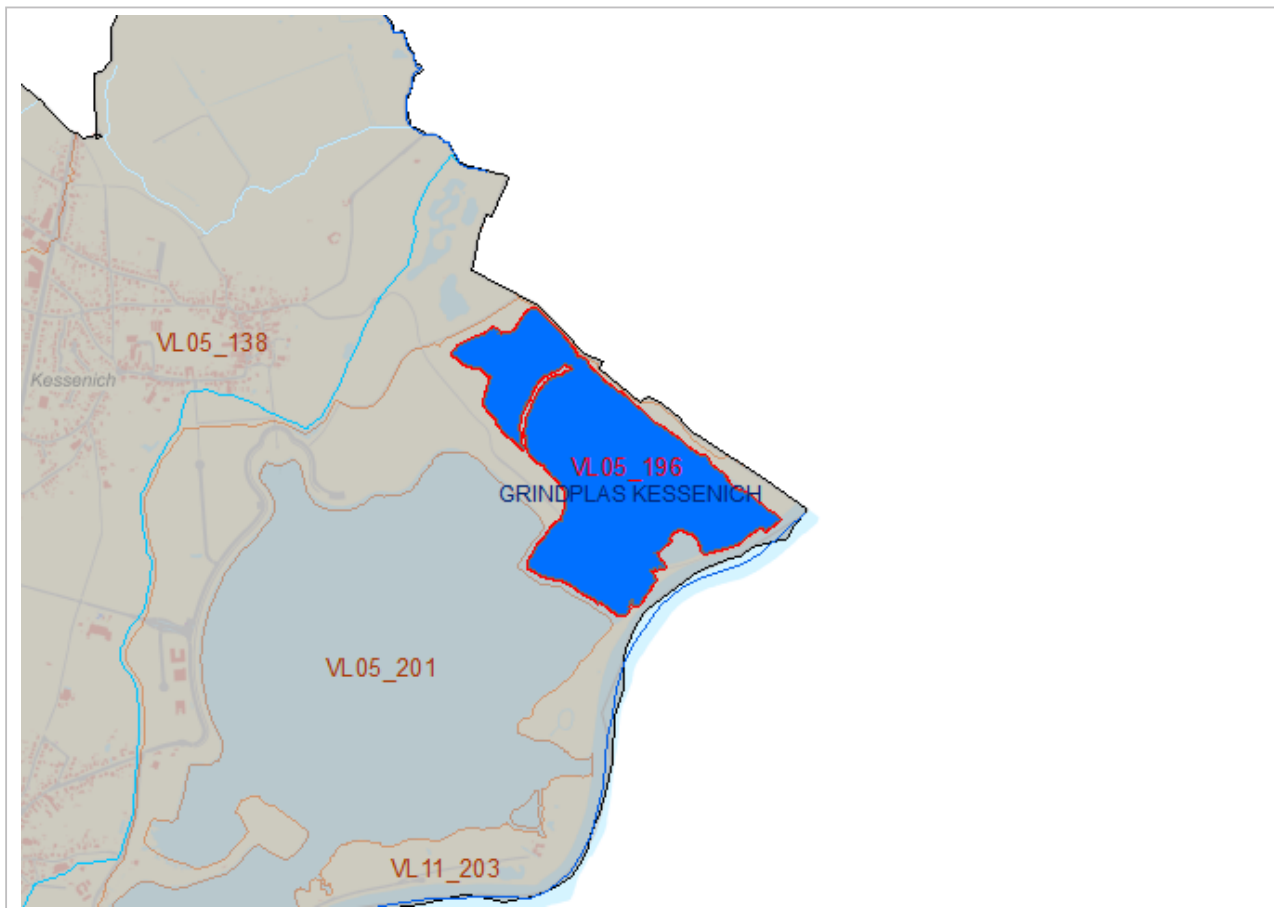 VL05_138
Kessenich
VL05_196
GRINDPLAS KESSENICH
VL05_201
VL11_203